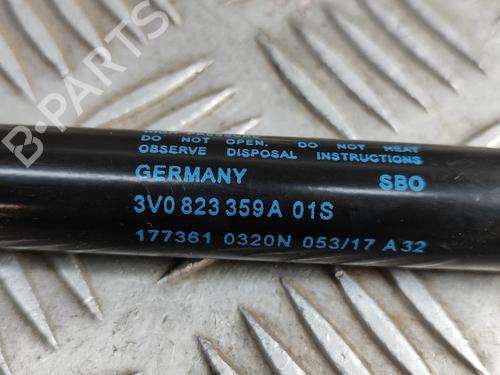 B-PARTS
DO NOT OPEN. DO NOT HEAT
OBSERVE DISPOSAL INSTRUCTIONS
GERMANY SBO
3V0 823 359 A 01S
177361 0320N 053/17 A32